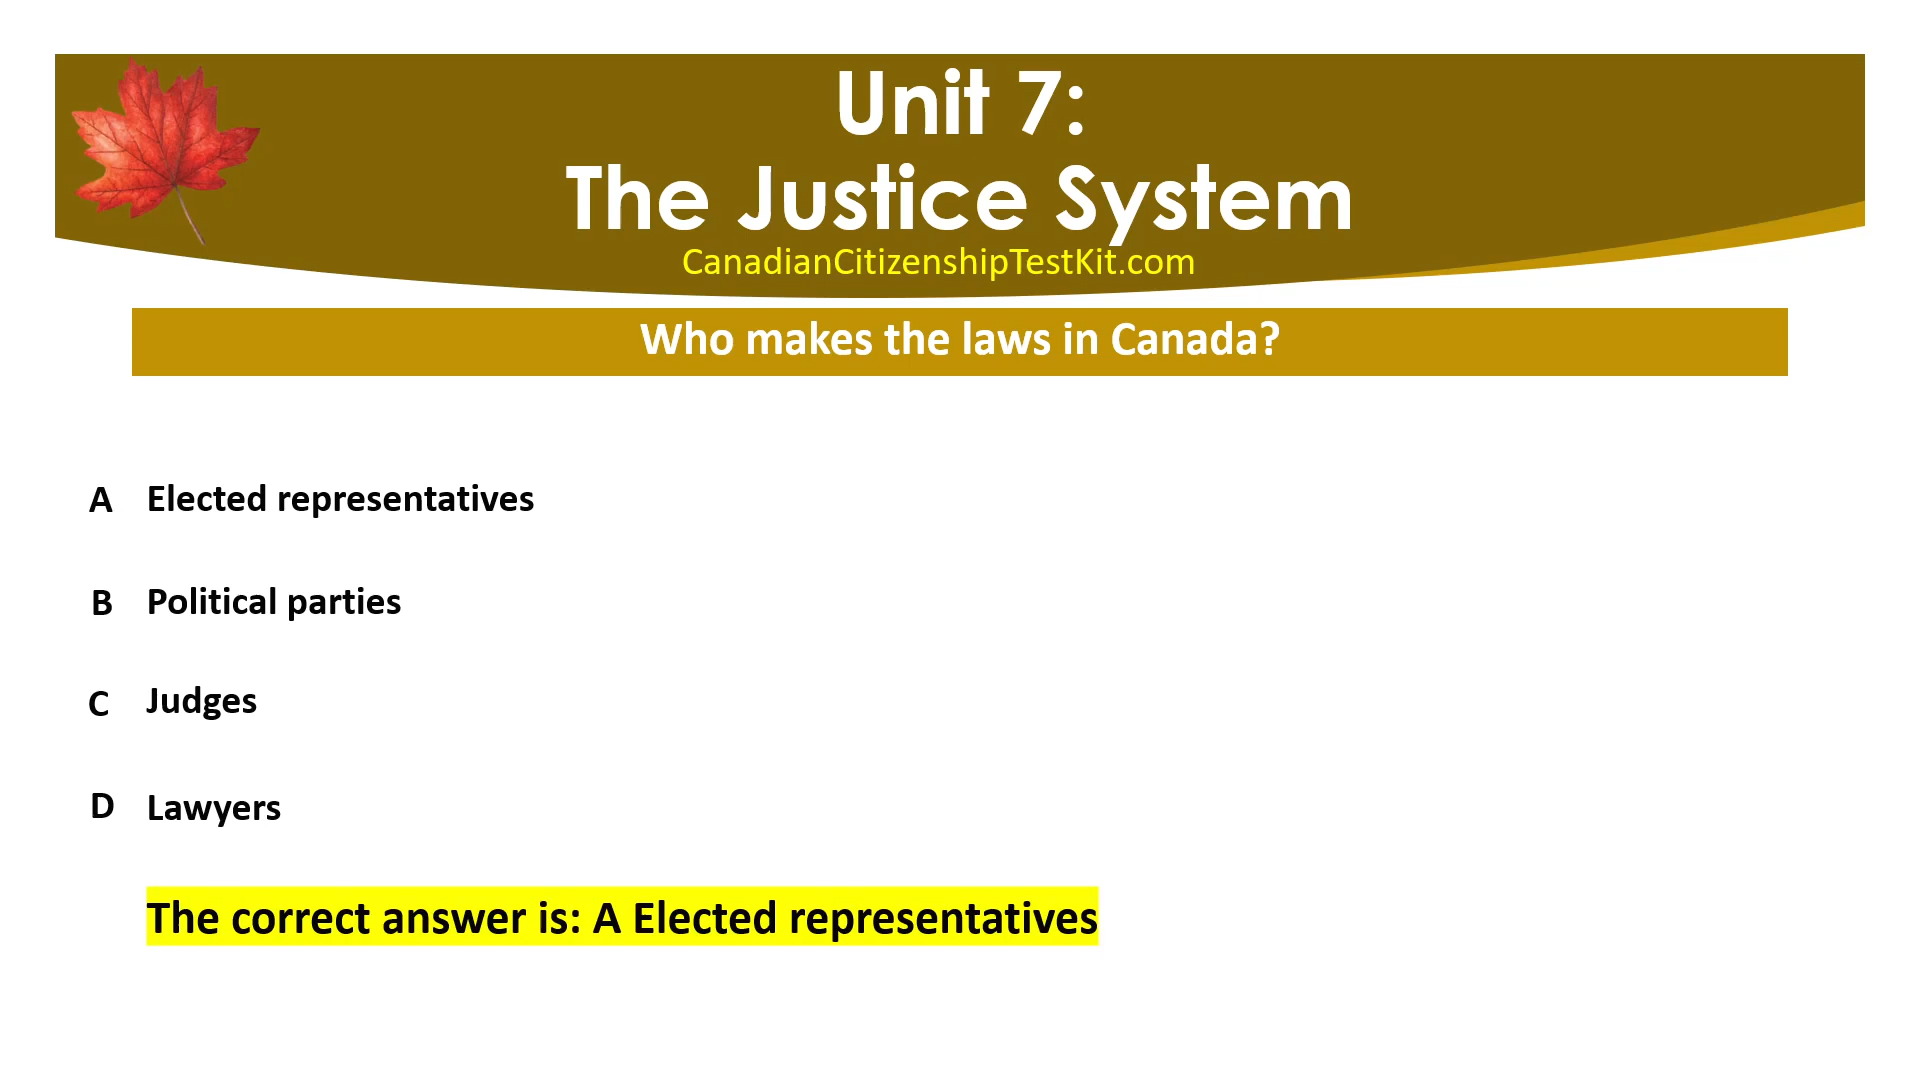 Unit 7:
The Justice System
CanadianCitizenshipTestKit.com
Who makes the laws in Canada?
A Elected representatives
B Political parties
C Judges
D Lawyers
The correct answer is: A Elected representatives